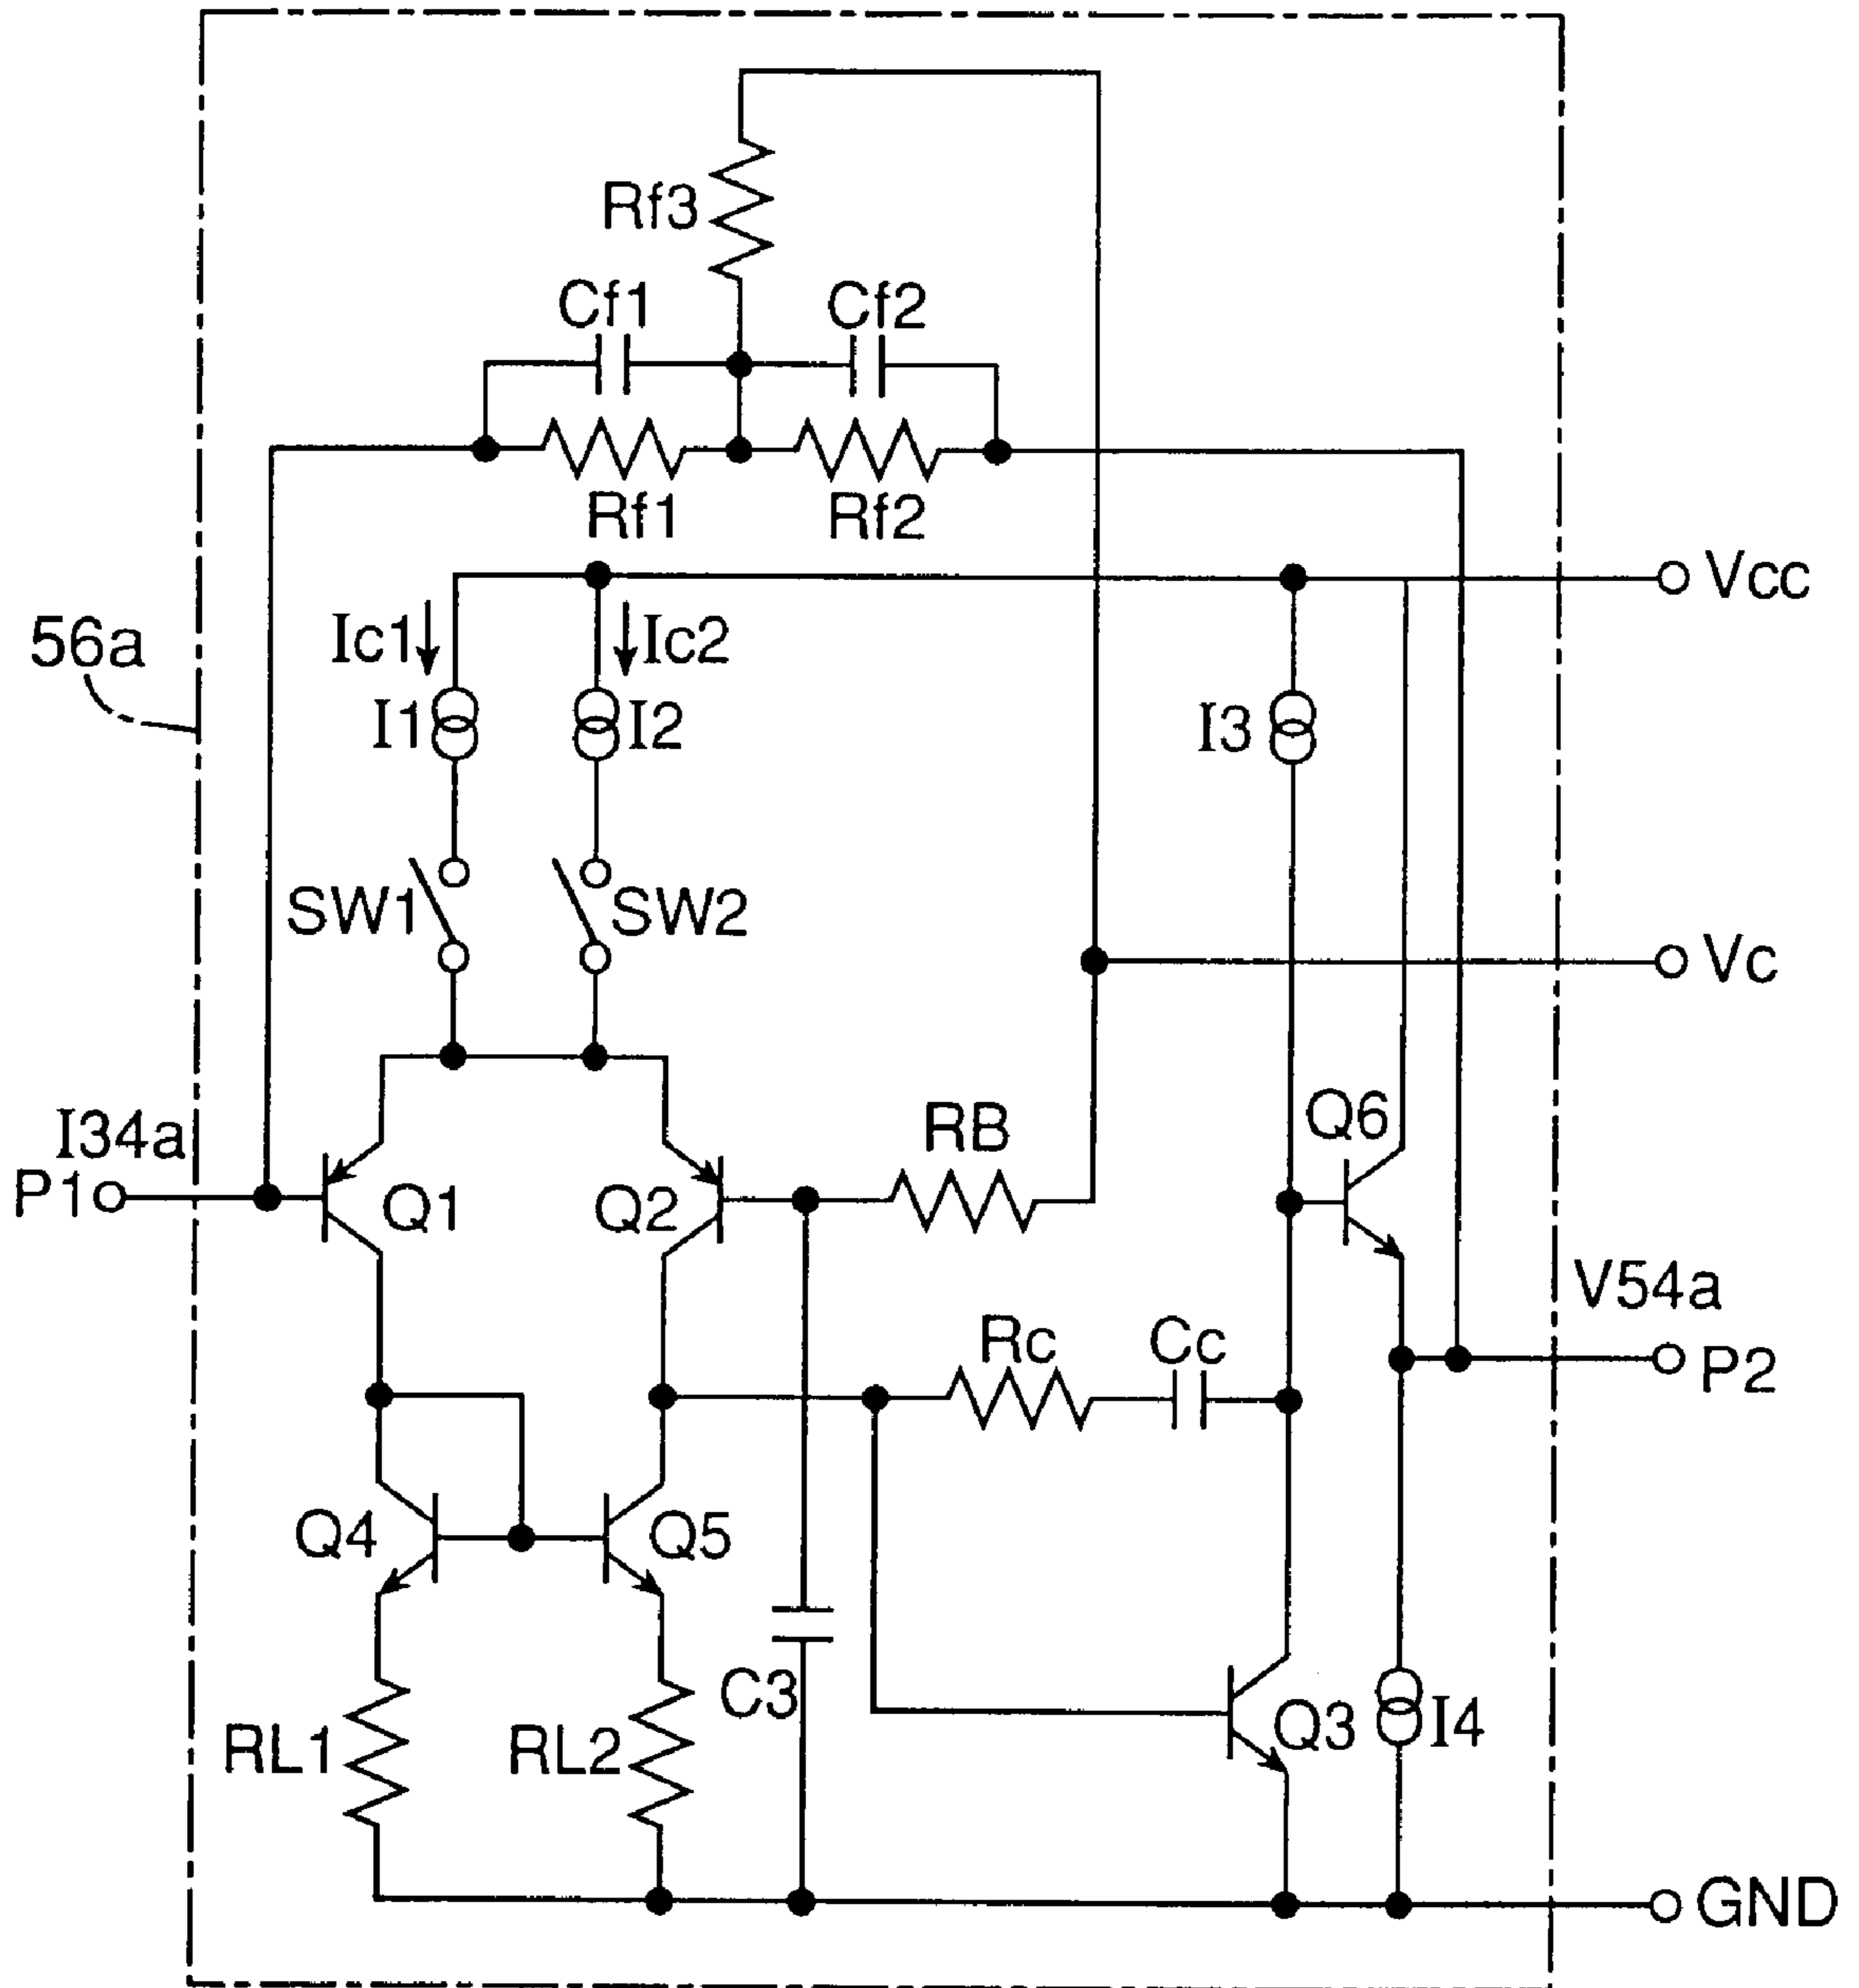 Rf3
Cf1
Cf2
Rf1
Rf2
Vcc
56a
Ic1
Ic2
I1
I2
I3
SW1
SW2
Vc
I34a
P1
Q1
Q2
RB
Q6
V54a
Rc
Cc
P2
Q4
Q5
C3
Q3
I4
RL1
RL2
GND